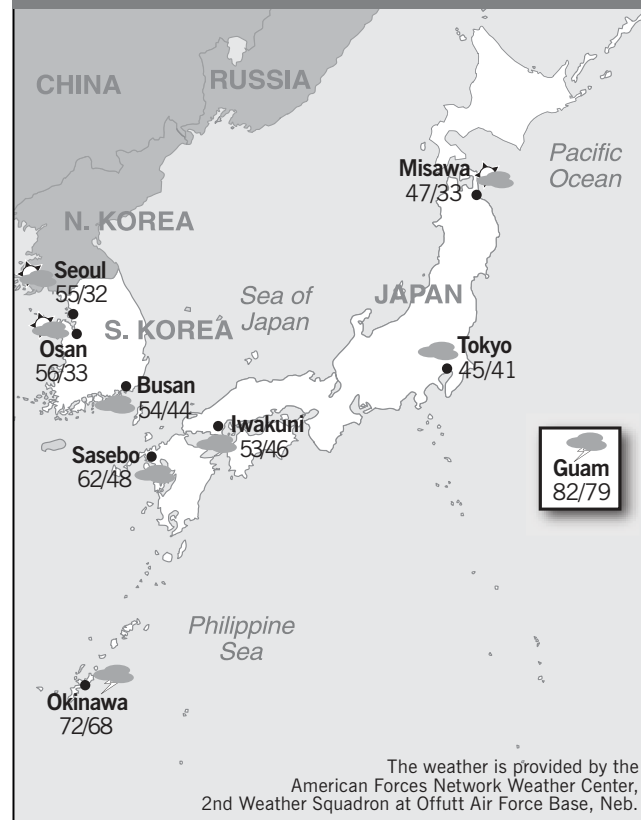 CHINA
RUSSIA
Pacific
Ocean
Misawa
47/33
N. KOREA
Seoul
55/32
Sea of
Japan
JAPAN
S. KOREA
Osan
56/33
Tokyo
45/41
Busan
54/44
Iwakuni
53/46
Sasebo
62/48
Guam
82/79
Philippine
Sea
Okinawa
72/68
The weather is provided by the
American Forces Network Weather Center,
2nd Weather Squadron at Offutt Air Force Base, Neb.